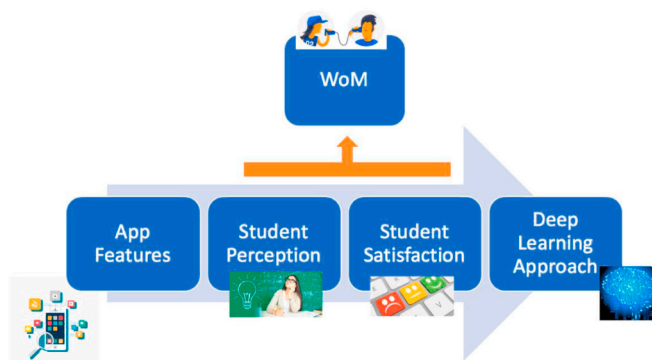 WoM
App
Features
Student
Perception
Student
Satisfaction
Deep
Learning
Approach